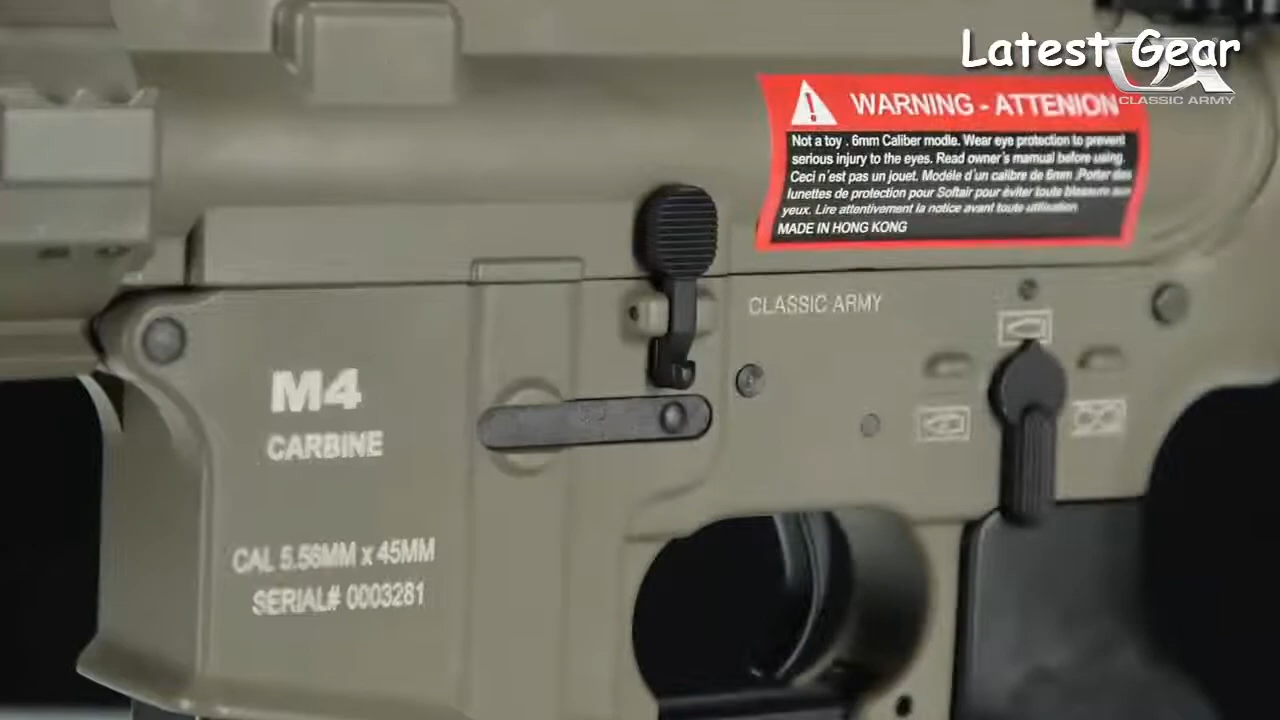 Latest Gear
CLASSIC ARMY
WARNING - ATTENION
Not a toy . 6mm Caliber modle. Wear eye protection to prevent
serious injury to the eyes. Read owner's mamual before using.
Ceci n'est pas un jouet. Modéle d'un calibre de 6mm .Porter des
lunettes de protection pour Softair pour éviter toute blessure aux
yeux. Lire attentivement la notice avant toute utilisation
MADE IN HONG KONG
CLASSIC ARMY
M4
CARBINE
CAL 5.56MM x 45MM
SERIAL# 0003281